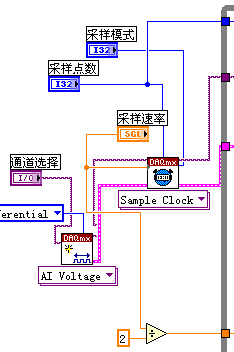 采样模式
I32
采样点数
I32
采样速率
SGL
通道选择
I/O
DAQmx
Sample Clock
erential
DAQmx
AI Voltage
2
÷